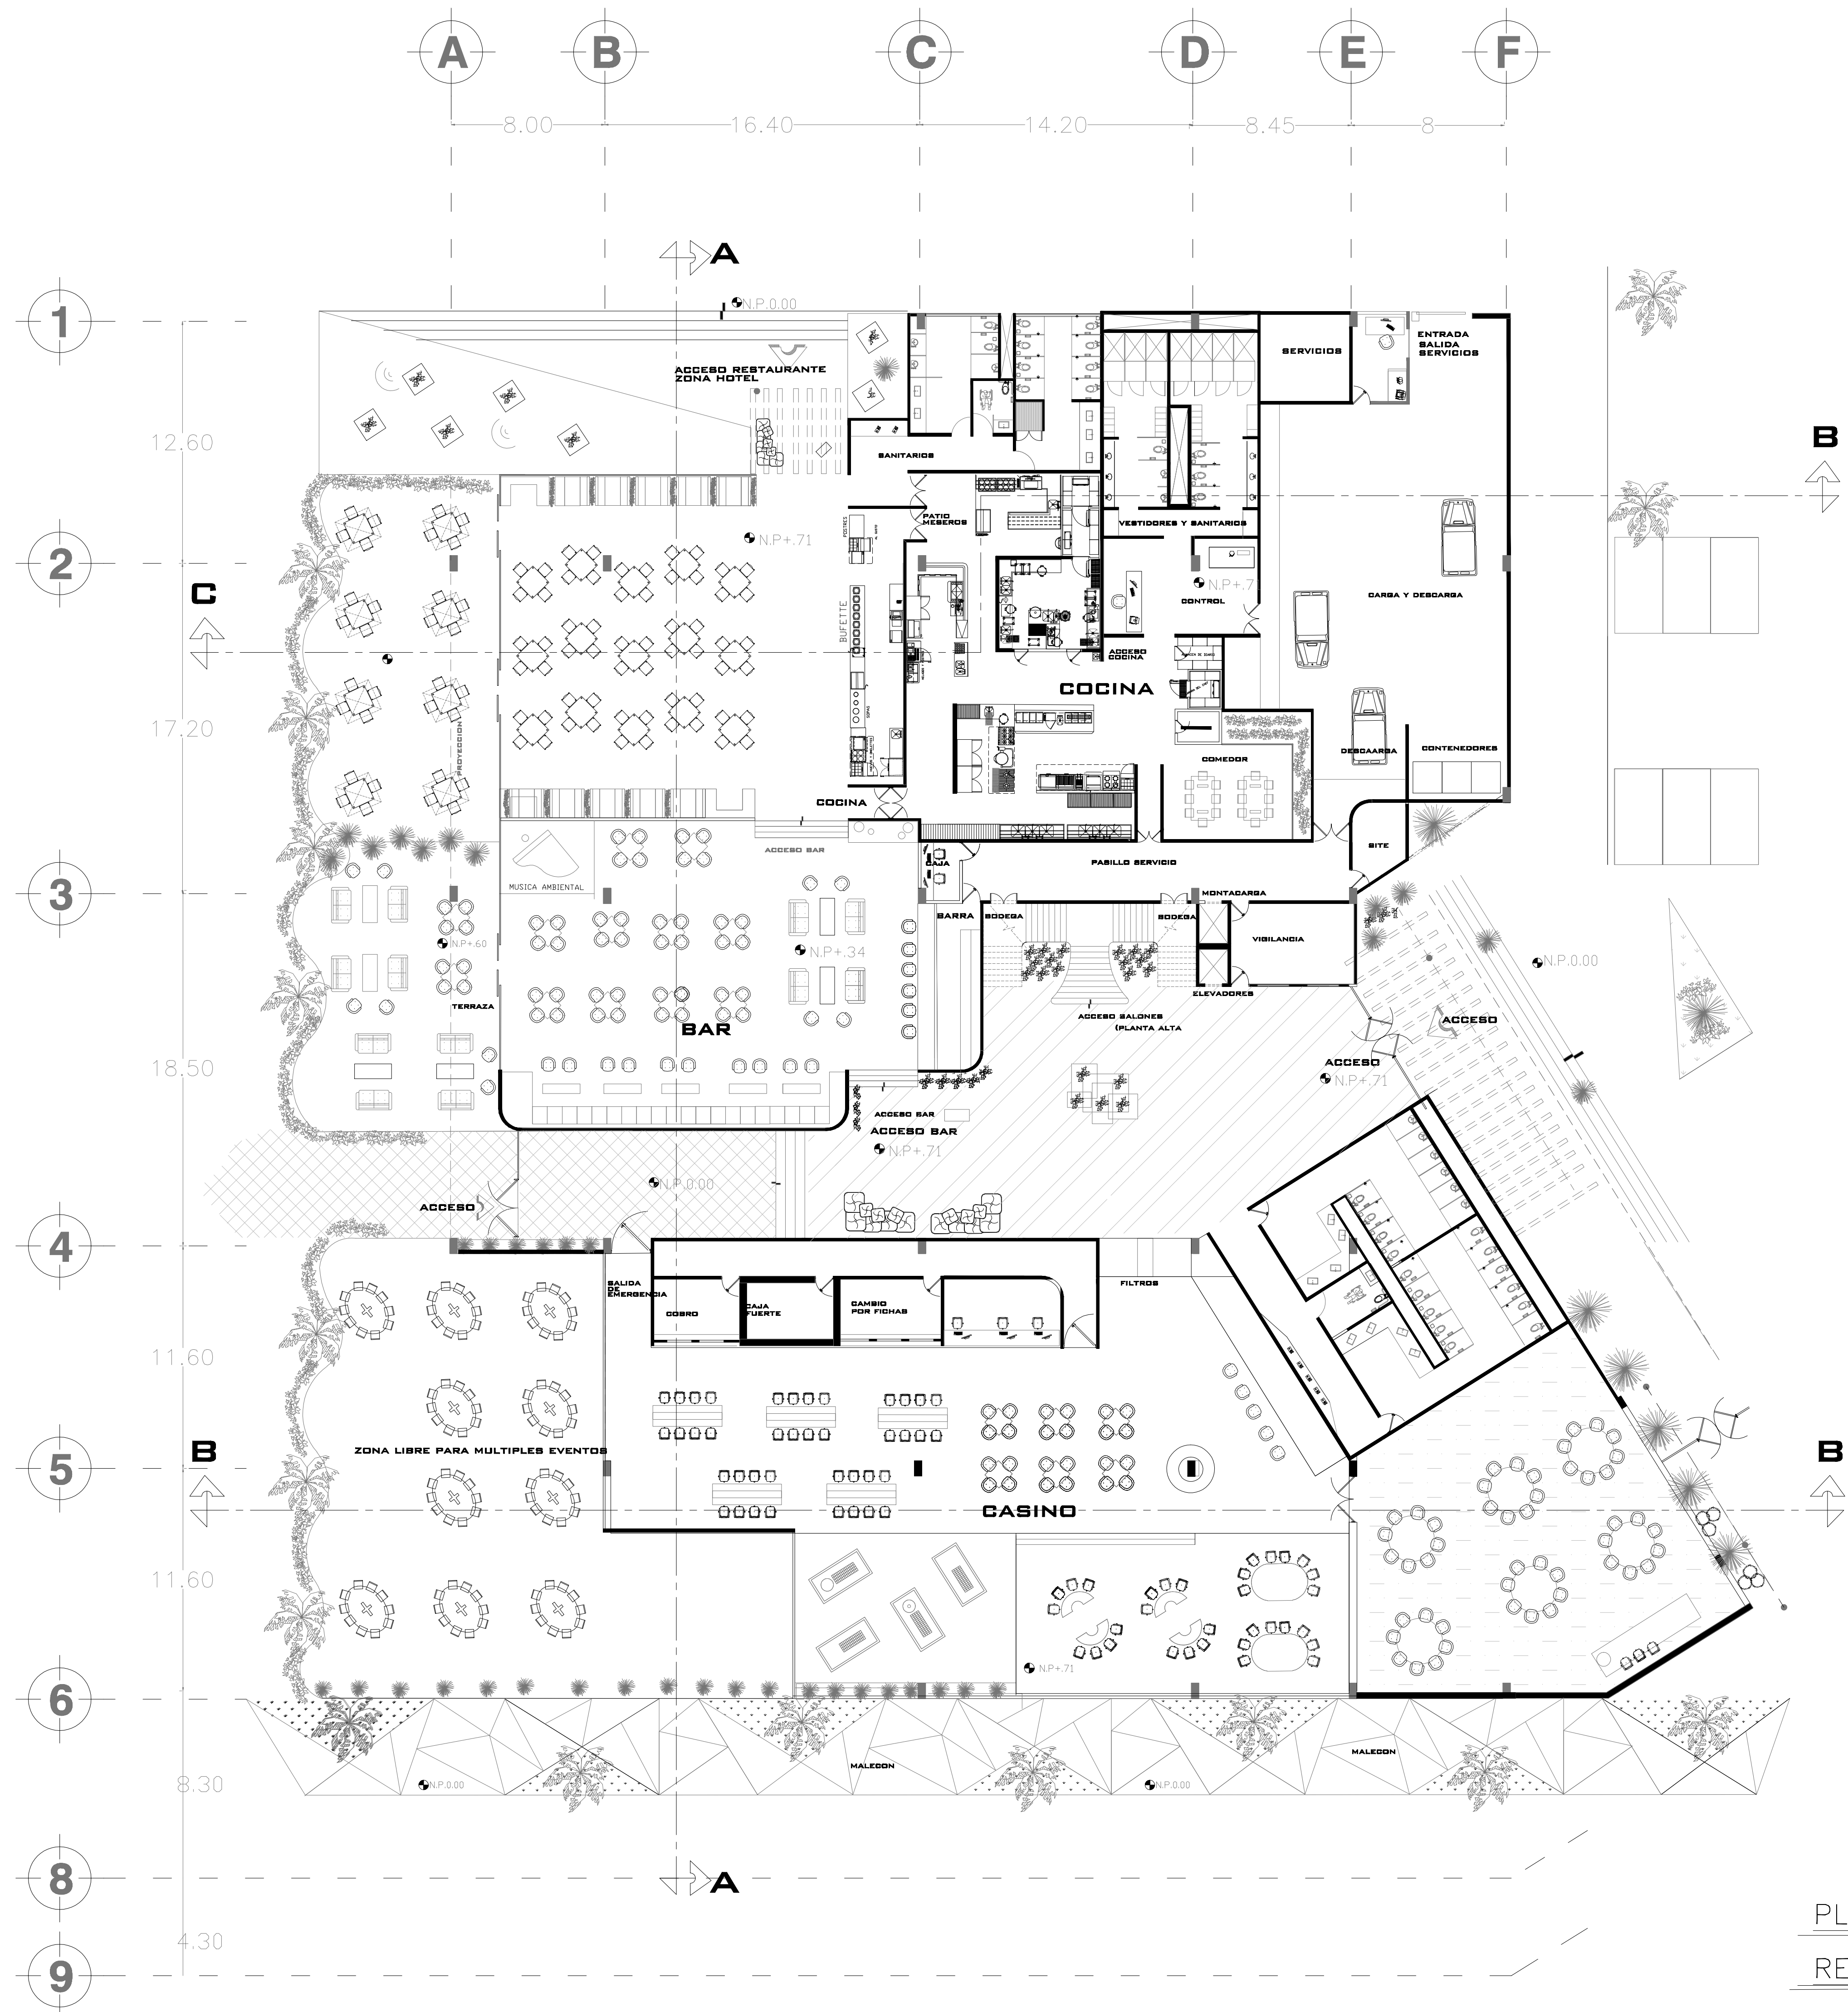 A B C D E F
8.00 16.40 14.20 8.45 8
A
N.P.0.00
1
ENTRADA
SALIDA
SERVICIOS
SERVICIOS
ACCESO RESTAURANTE
ZONA HOTEL
12.60
B
SANITARIOS
PATIO
MESEROS
POSTRES
VESTIDORES Y SANITARIOS
N.P+.71
2
C
N.P+.7
CARGA Y DESCARGA
CONTROL
BUFETTE
ACCESO
COCINA
COCINA
17.20
PROYECCION
DESCAARGA
CONTENEDORES
COMEDOR
COCINA
ACCESO BAR
SITE
CAJA
PASILLO SERVICIO
MUSICA AMBIENTAL
3
MONTACARGA
BARRA
BODEGA
BODEGA
VIGILANCIA
N.P+.60
N.P+.34
N.P.0.00
ELEVADORES
TERRAZA
ACCESO SALONES
(PLANTA ALTA
ACCESO
BAR
ACCESO
18.50
N.P+.71
ACCESO BAR
ACCESO BAR
N.P+.71
N.P.0.00
ACCESO
4
SALIDA
DE
EMERGENCIA
FILTROS
COBRO
CAJA
FUERTE
CAMBIO
POR FICHAS
11.60
ZONA LIBRE PARA MULTIPLES EVENTOS
B
B
5
CASINO
11.60
N.P+.71
6
MALECON
MALECON
8.30
N.P.0.00
N.P.0.00
8
A
PL
4.30
RE
9